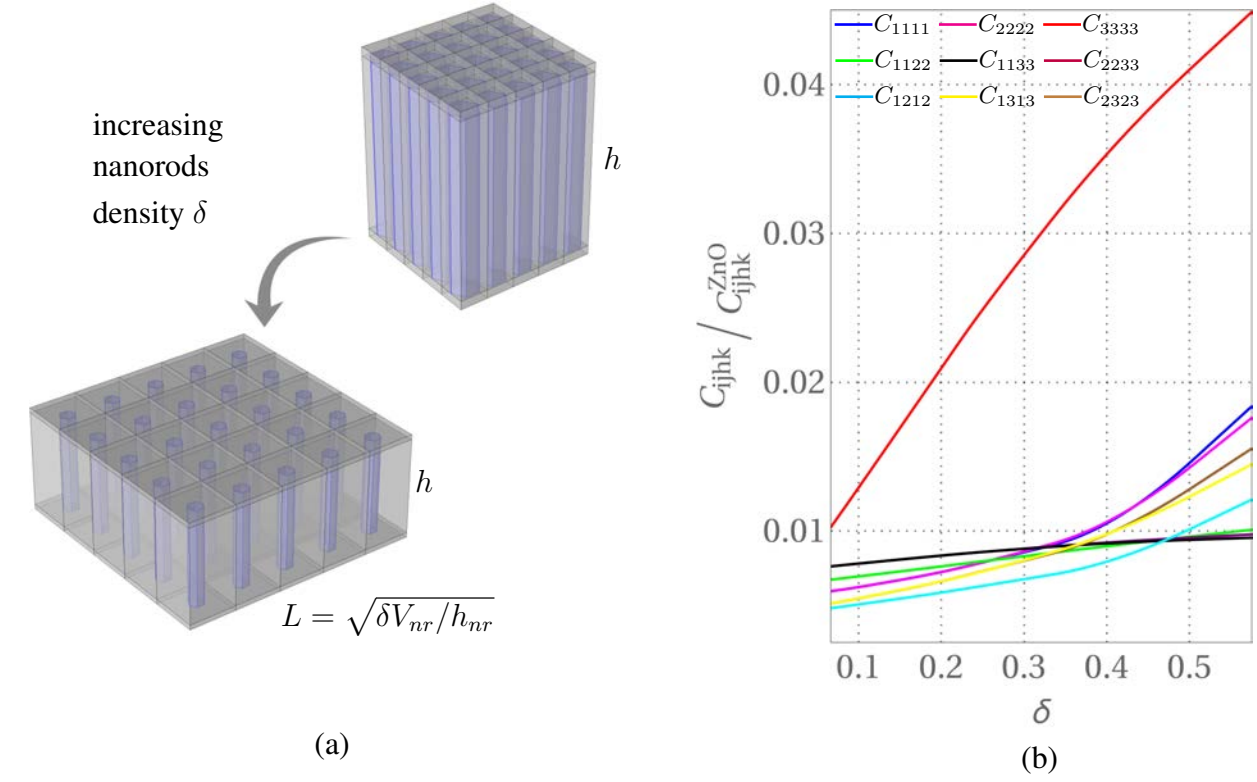 increasing
nanorods
density δ
h
h
L = √(δV_nr/h_nr)
(a)
C_1111 C_2222 C_3333
C_1122 C_1133 C_2233
C_1212 C_1313 C_2323
0.04
0.03
0.02
0.01
C_ijhk / C_ijhk^ZnO
0.1 0.2 0.3 0.4 0.5
δ
(b)